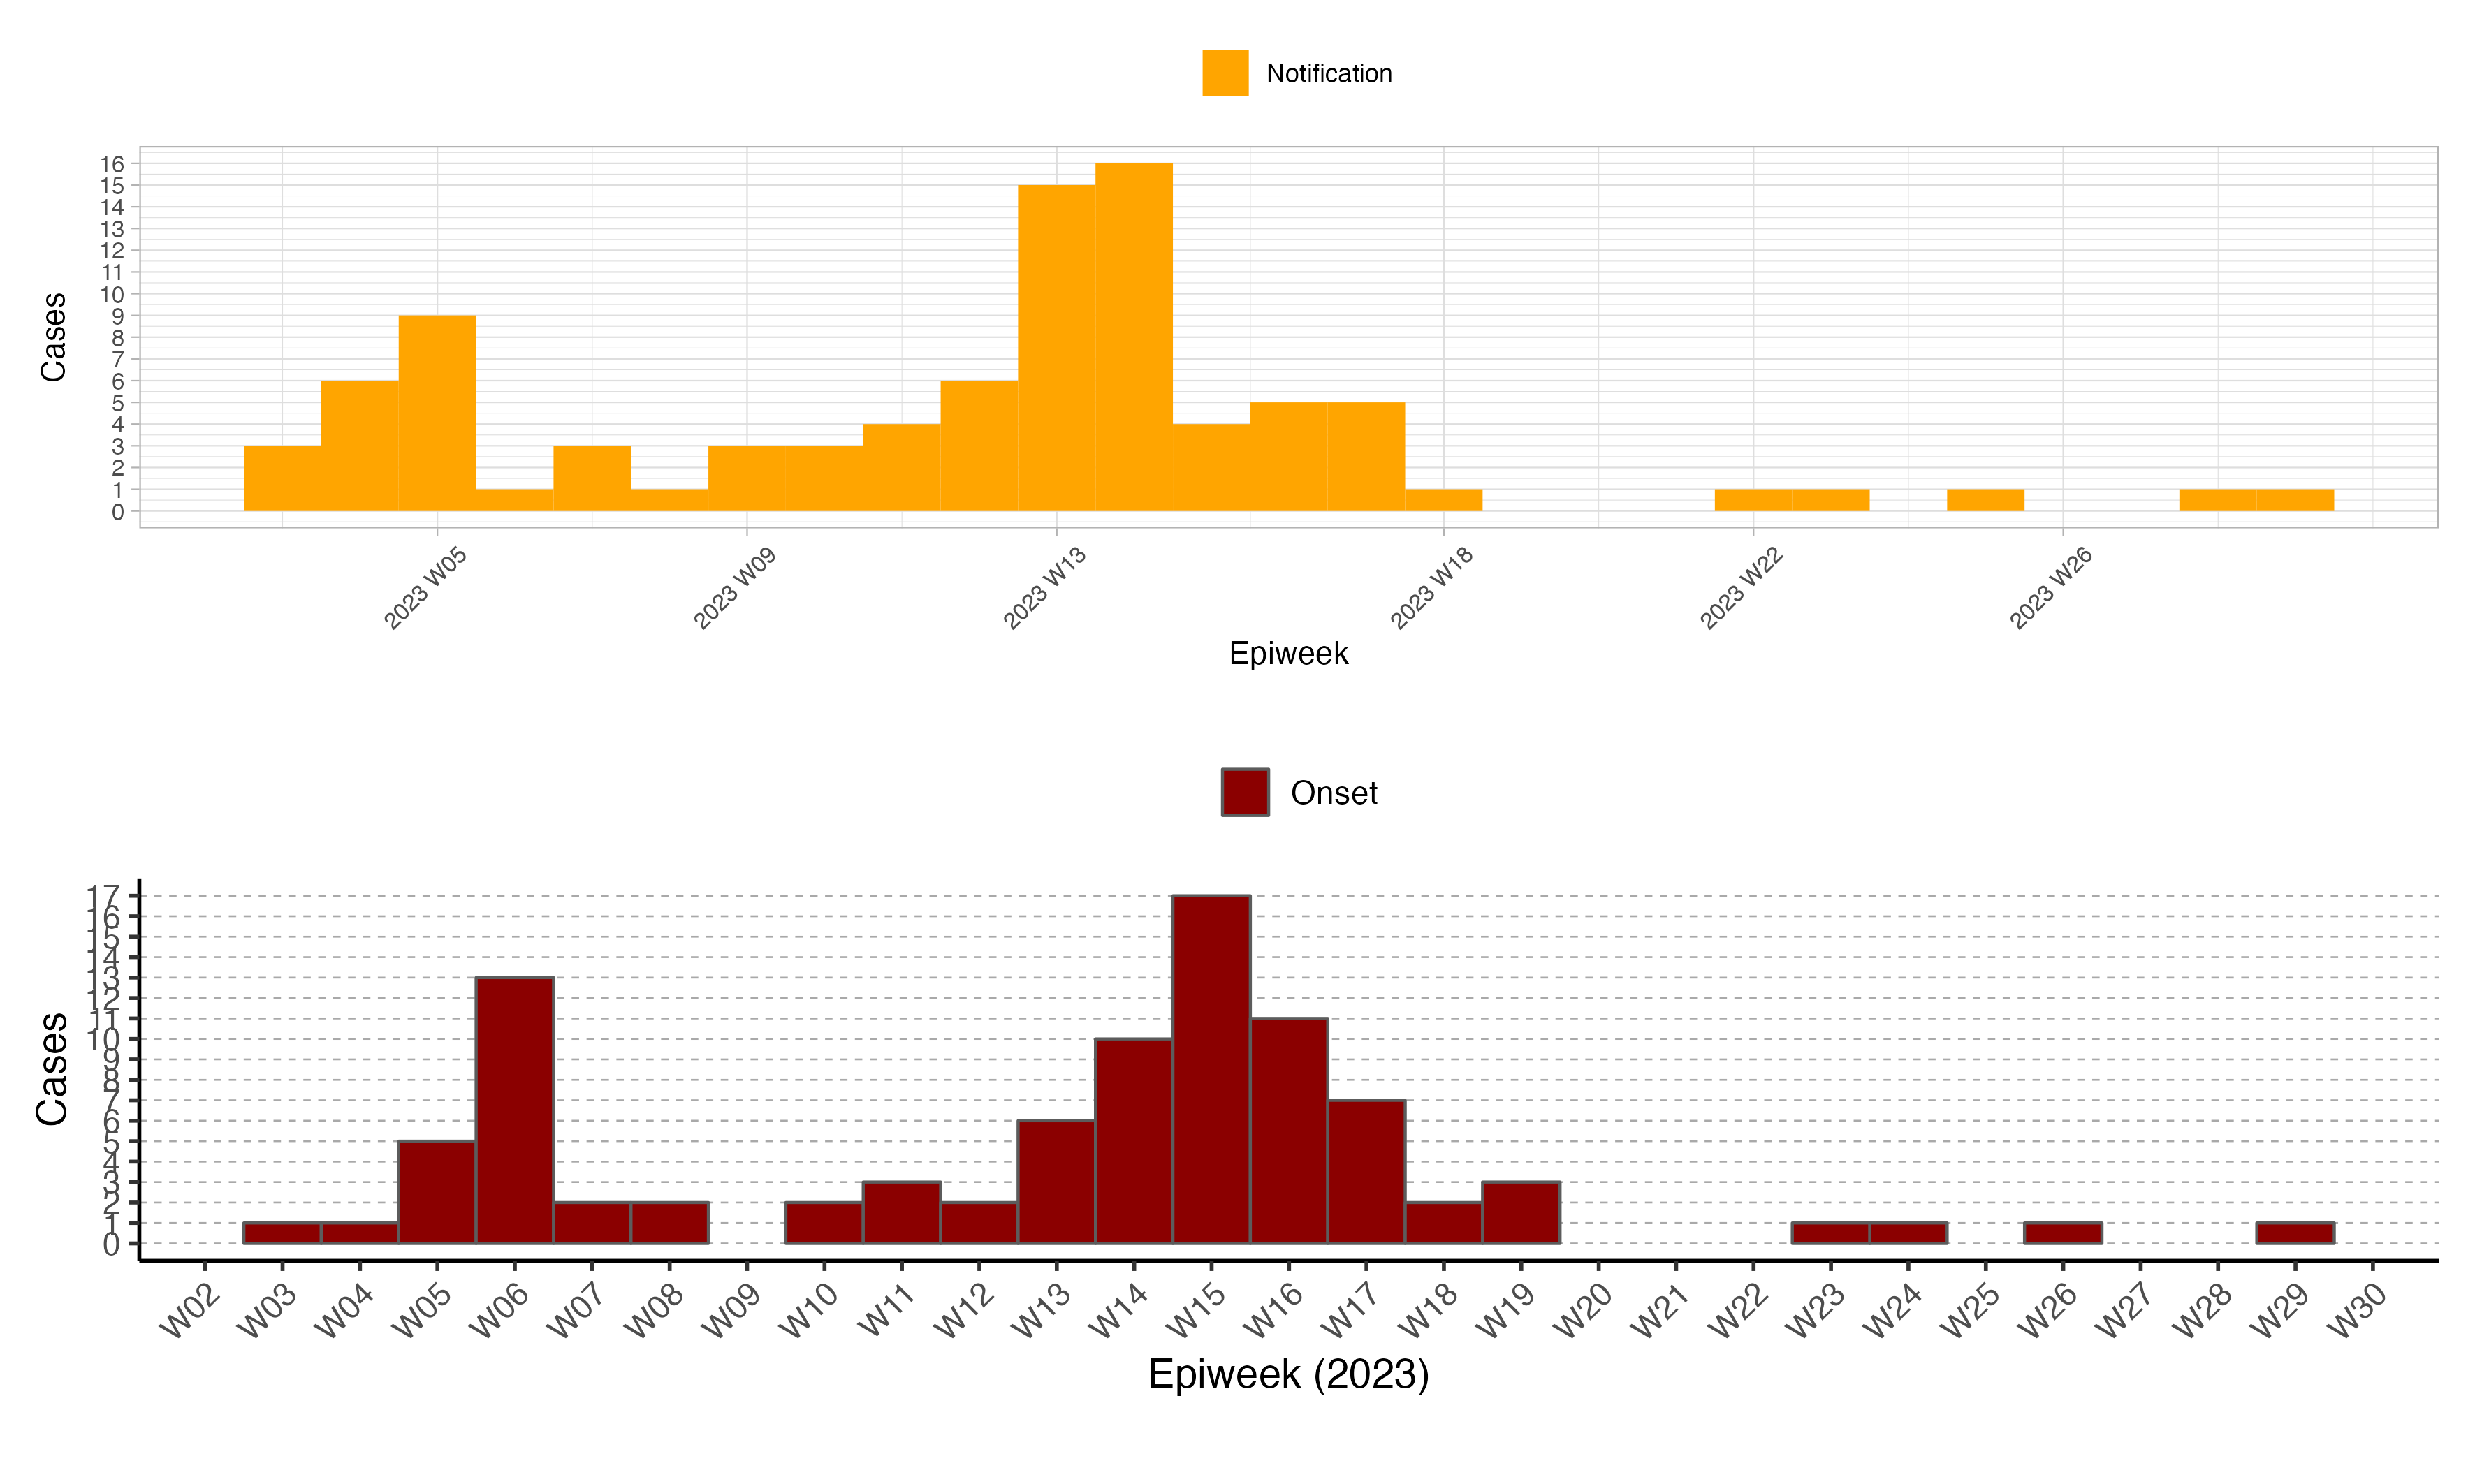 Notification
16
15
14
13
12
11
10
9
8
7
6
5
4
3
2
1
0
Cases
2023 W05
2023 W09
2023 W13
2023 W18
2023 W22
2023 W26
Epiweek
Onset
17
16
15
14
13
12
11
10
9
8
7
6
5
4
3
2
1
0
Cases
W02
W03
W04
W05
W06
W07
W08
W09
W10
W11
W12
W13
W14
W15
W16
W17
W18
W19
W20
W21
W22
W23
W24
W25
W26
W27
W28
W29
W30
Epiweek (2023)